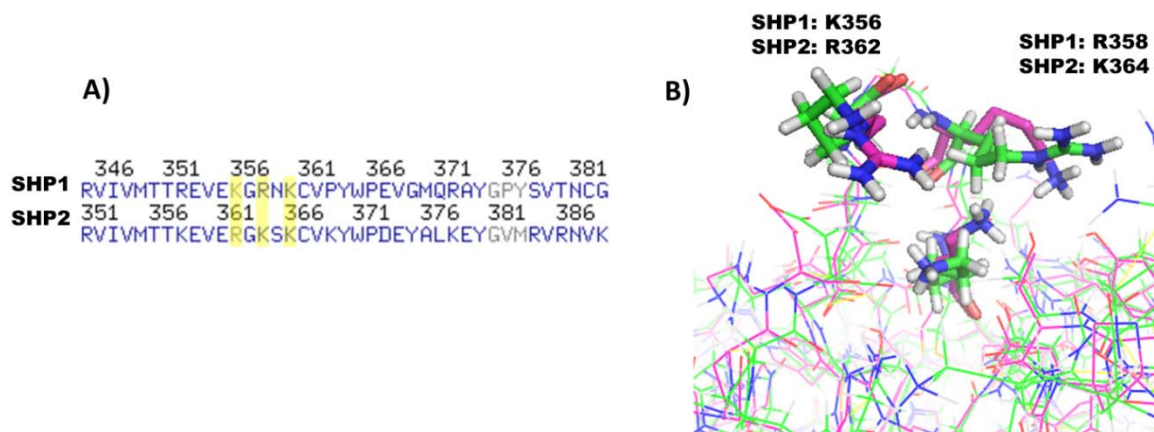 A)
346 351 356 361 366 371 376 381
SHP1 RVIVMTTREVEKGRNKCVPYWPEVGMQRAYGPYSVTNCG
351 356 361 366 371 376 381 386
SHP2 RVIVMTTKEVERGKSKCVKYWPDEYALKEYGVMRVRNVK
SHP1: K356
SHP2: R362
SHP1: R358
SHP2: K364
B)